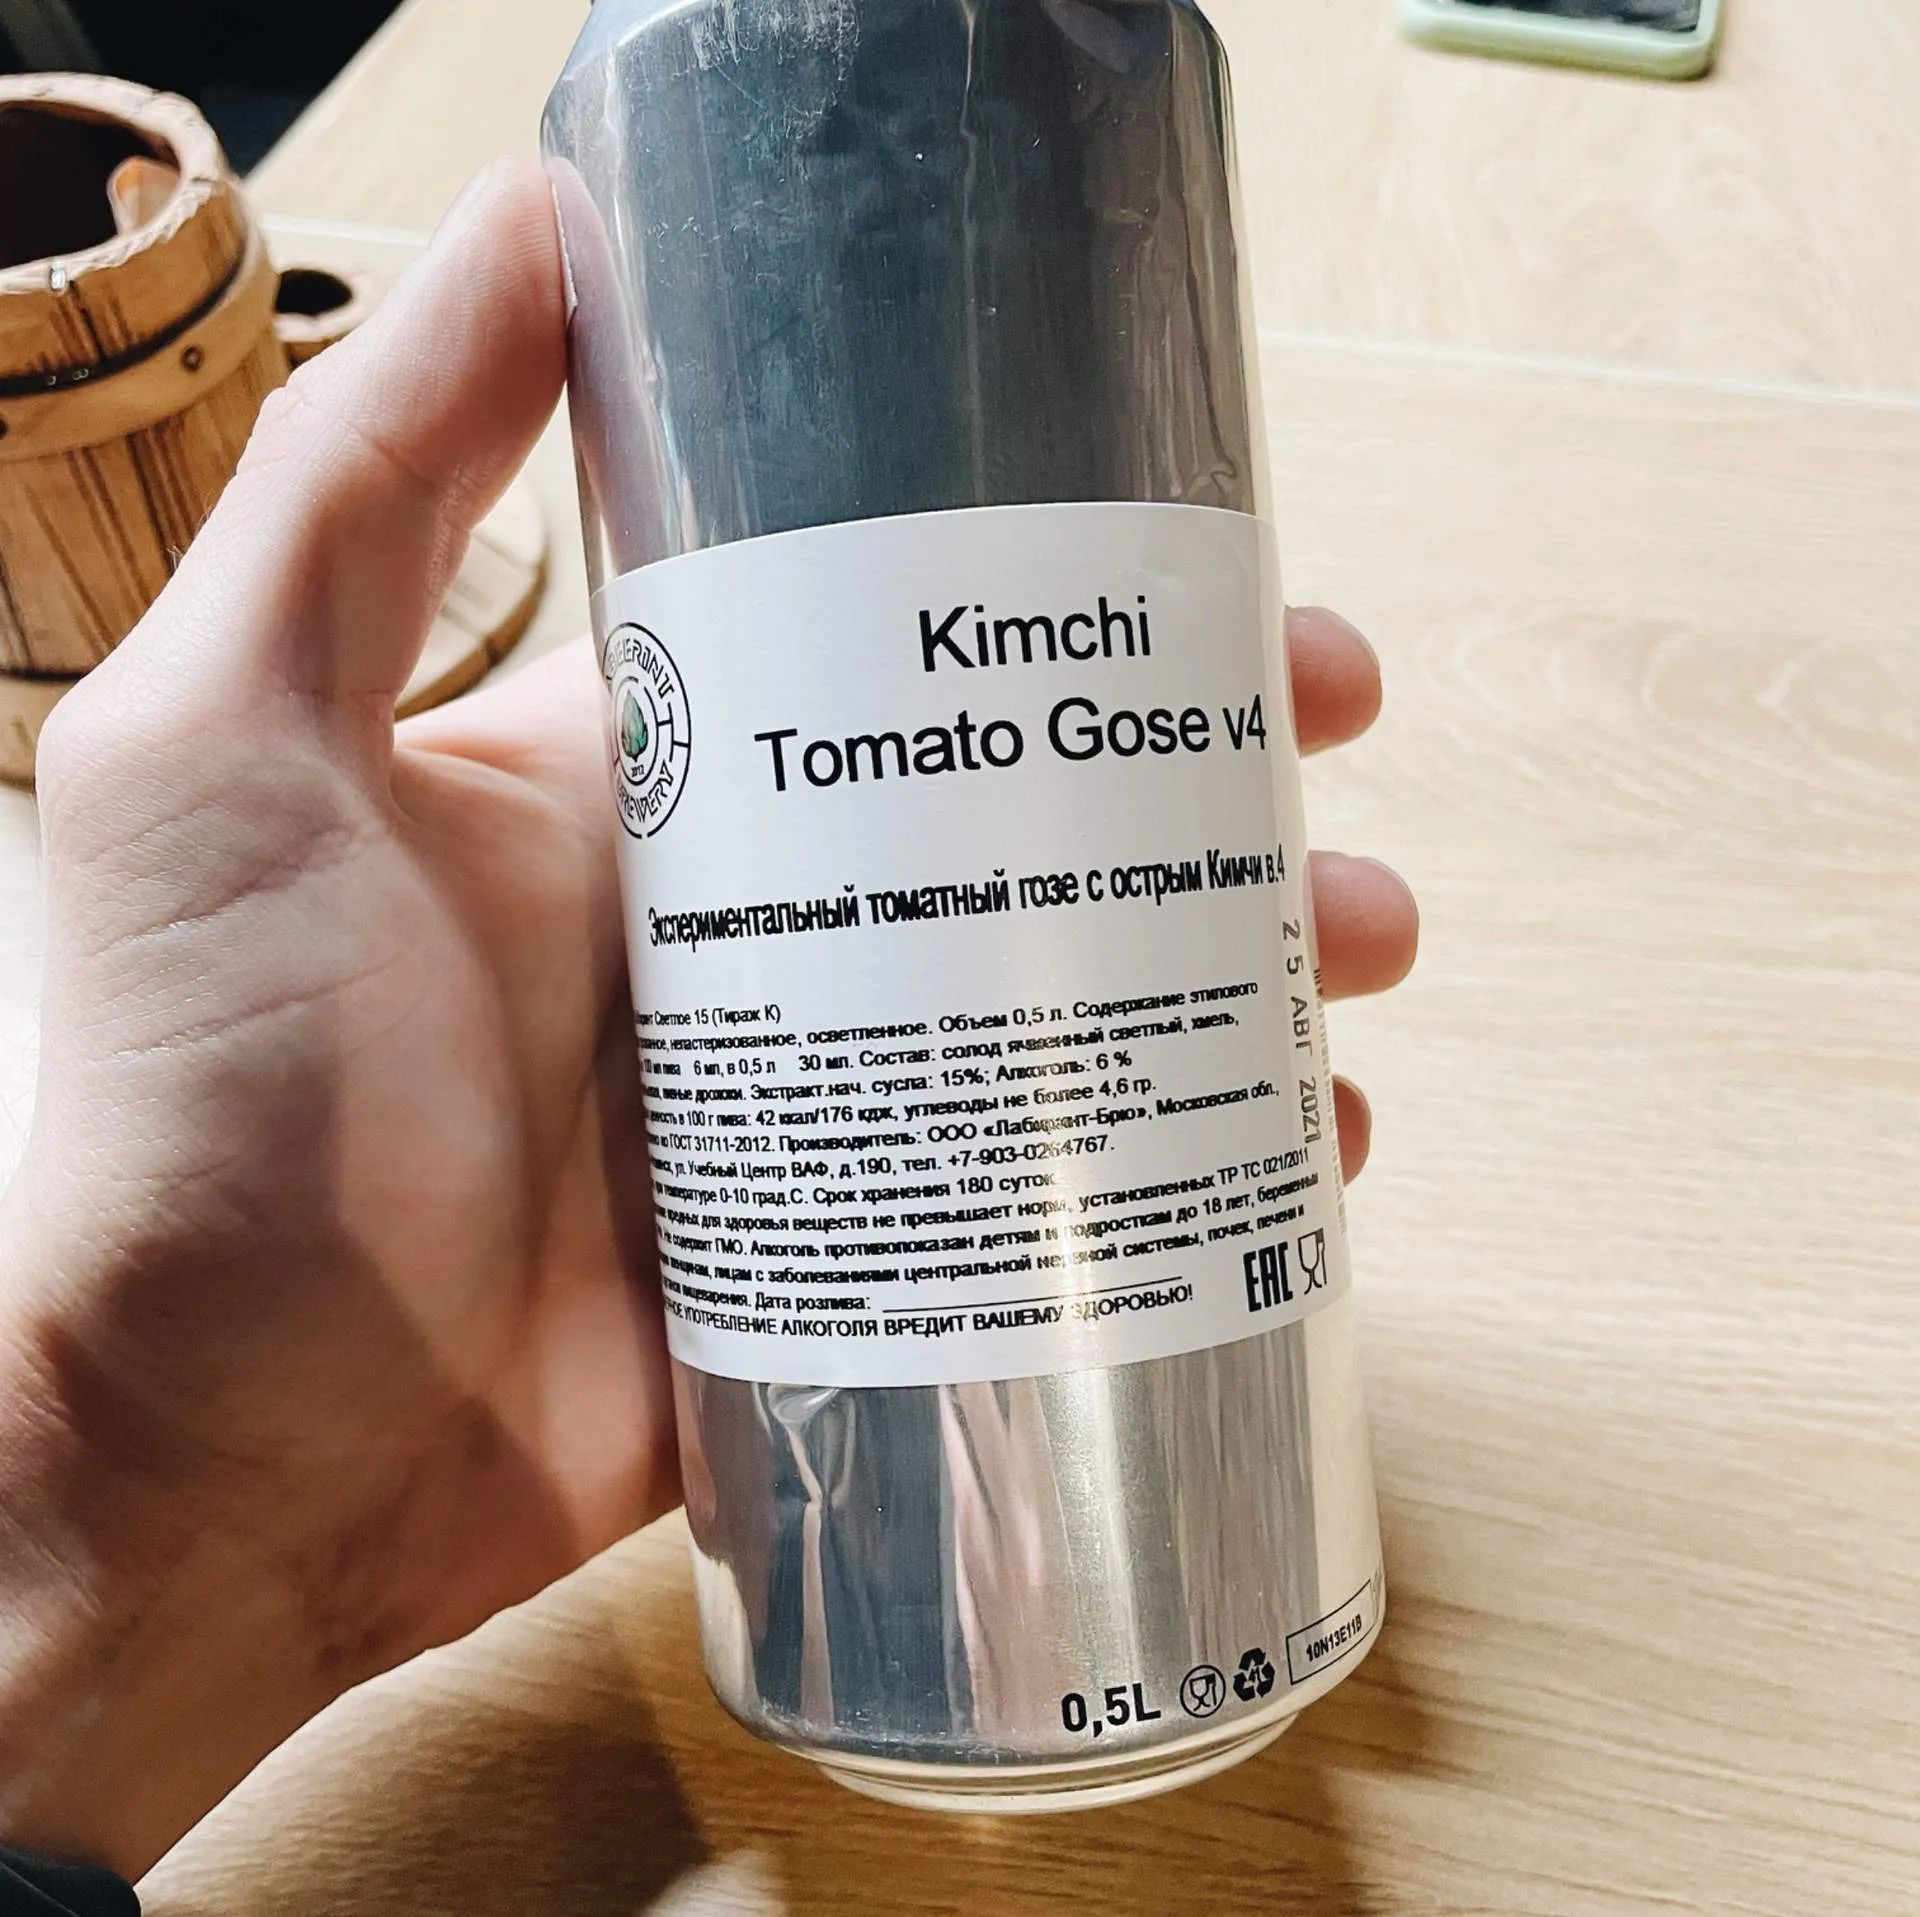 Kimchi
Tomato Gose v4
BREWERY
Экспериментальный томатный гозе с острым Кимчи в.4
Светлое 15 (Тираж К)
непастеризованное, осветленное. Объем 0,5 л. Содержание этилового
пива 6 мл, в 0,5 л 30 мл. Состав: солод ячменный светлый, хмель,
пивные дрожжи. Экстракт.нач. сусла: 15%; Алкоголь: 6 %
в 100 г пива: 42 ккал/176 кдж, углеводы не более 4,6 гр.
по ГОСТ 31711-2012. Производитель: ООО «Лабиринт-Брю», Московская обл.,
ул. Учебный Центр ВАФ, д.190, тел.
при температуре 0-10 град.С. Срок хранения 180 суток
вредных для здоровья веществ не превышает норм, установленных ТР ТС 021/2011
Не содержит ГМО. Алкоголь противопоказан детям и подросткам до 18 лет, беременным
женщинам, лицам с заболеваниями центральной нервной системы, почек, печени и
пищеварения. Дата розлива:
УПОТРЕБЛЕНИЕ АЛКОГОЛЯ ВРЕДИТ ВАШЕМУ ЗДОРОВЬЮ!
EAC
25 АВГ 2021
0,5L
41
10N13E11B